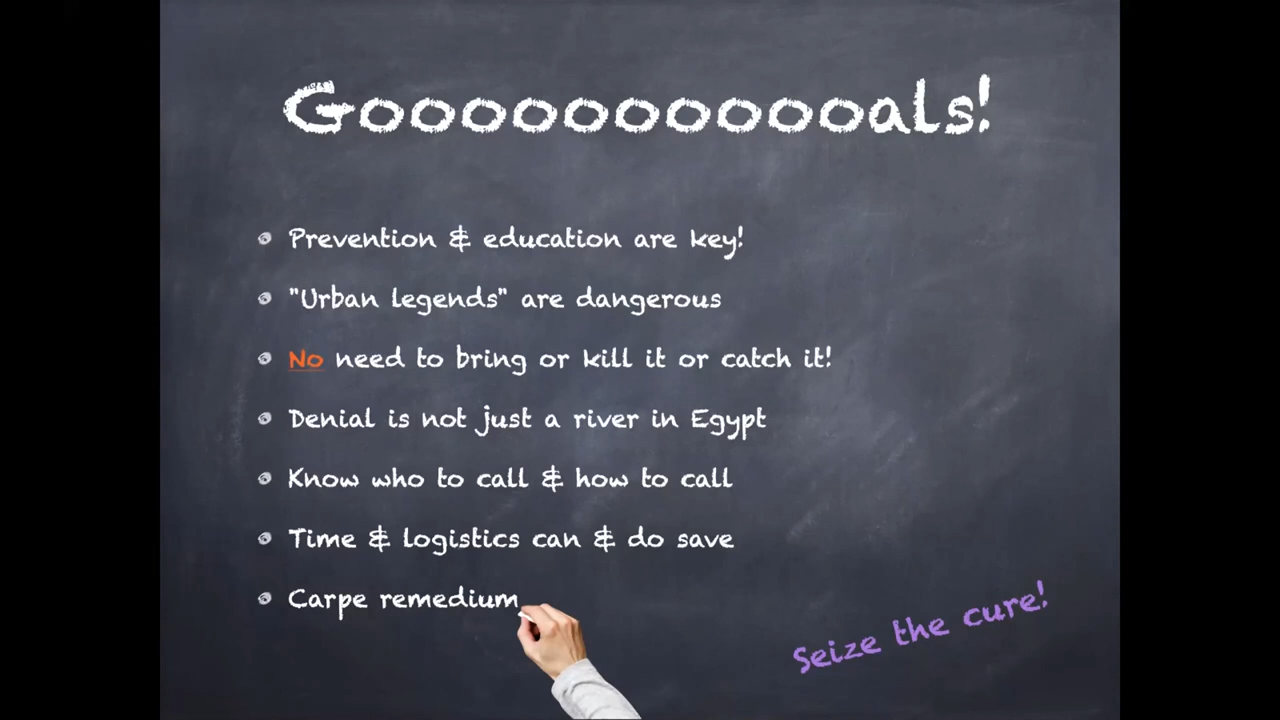 Goooooooooooals!
Prevention & education are key!
"Urban legends" are dangerous
No need to bring or kill it or catch it!
Denial is not just a river in Egypt
Know who to call & how to call
Time & logistics can & do save
Carpe remedium
Seize the cure!